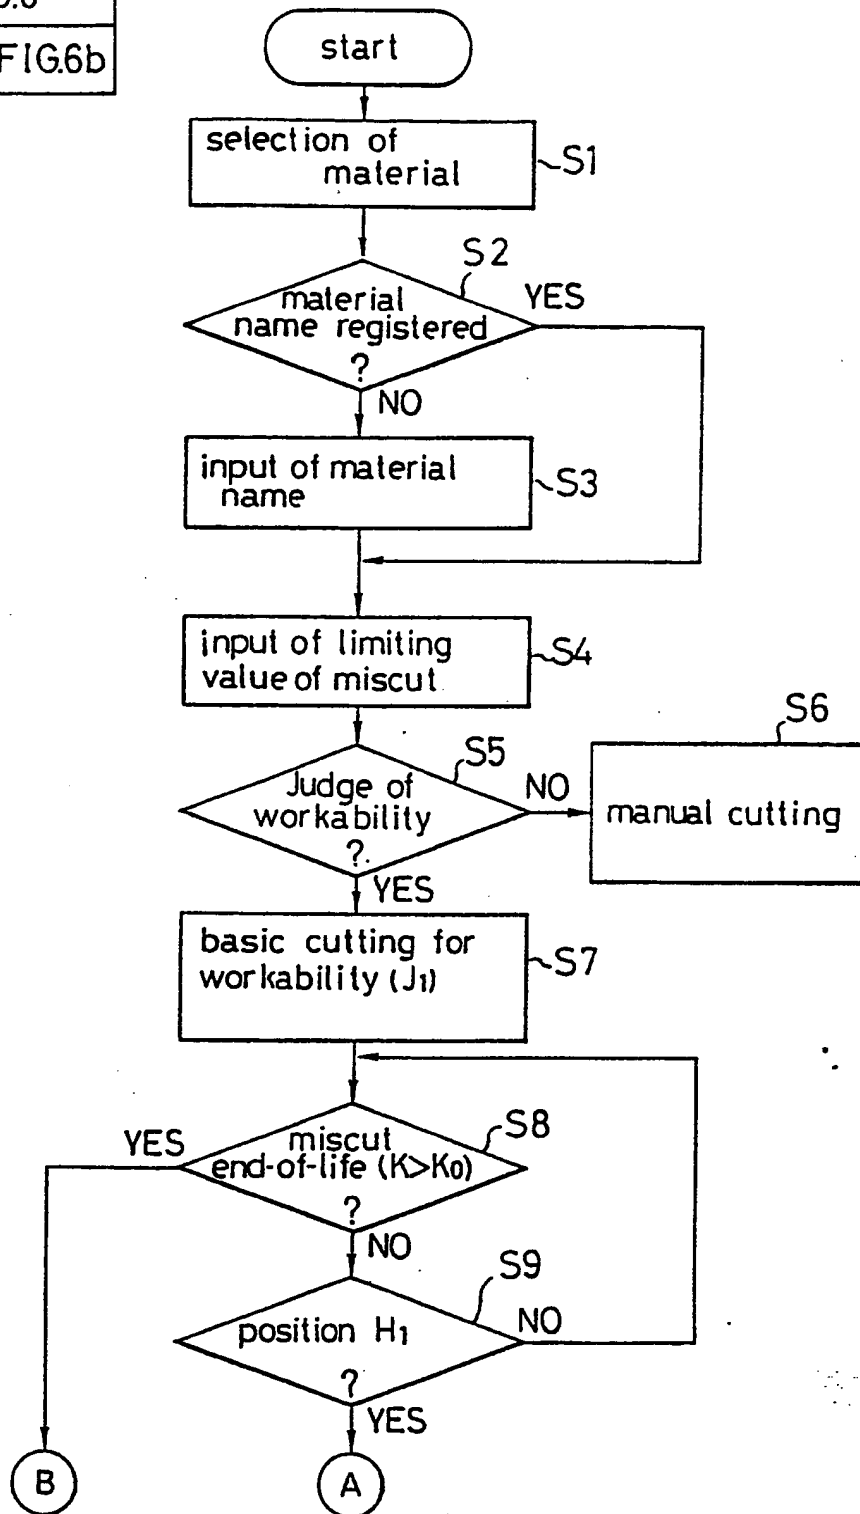 FIG.6b
start
selection of
material
S1
S2
material
name registered
?
YES
NO
input of material
name
S3
input of limiting
value of miscut
S4
S5
Judge of
workability
?
NO
S6
manual cutting
YES
basic cutting for
workability (J1)
S7
S8
YES
miscut
end-of-life (K>K0)
?
NO
S9
position H1
?
NO
YES
B
A